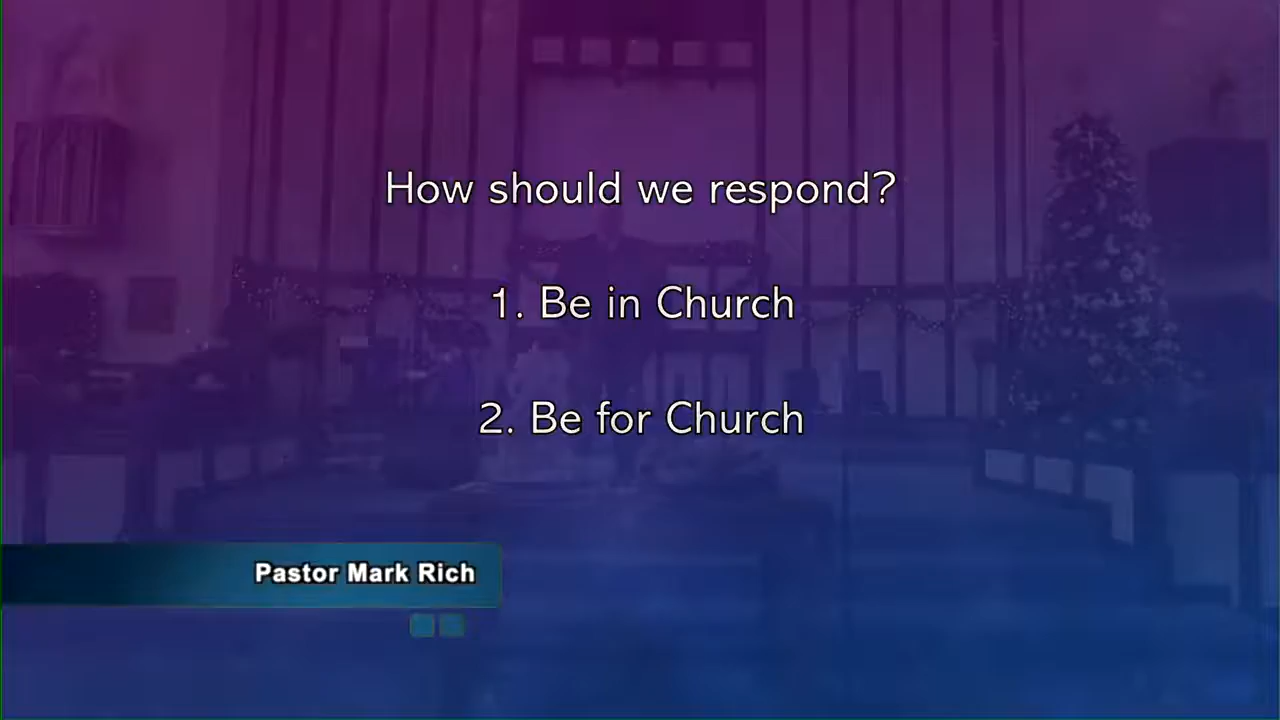 How should we respond?
1. Be in Church
2. Be for Church
Pastor Mark Rich